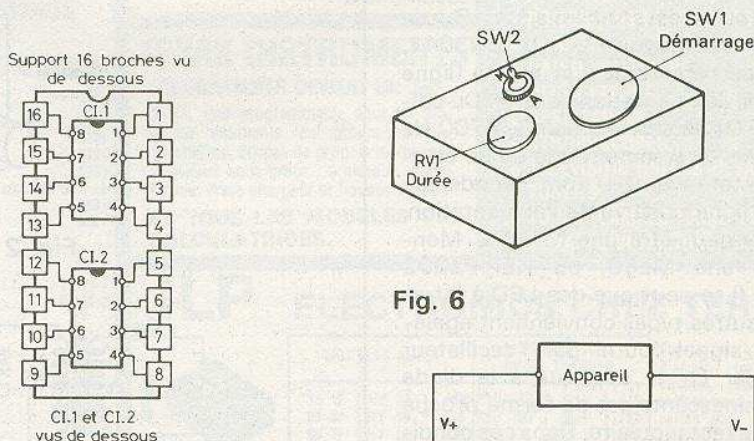 Support 16 broches vu
de dessous
CI.1
16
15
14
13
12
11
10
9
1
2
3
4
5
6
7
8
8
7
6
5
1
2
3
4
CI.2
8
7
6
5
1
2
3
4
CI.1 et CI.2
vus de dessous
SW1
Démarrage
SW2
M
A
RV1
Durée
Fig. 6
Appareil
V+
V-